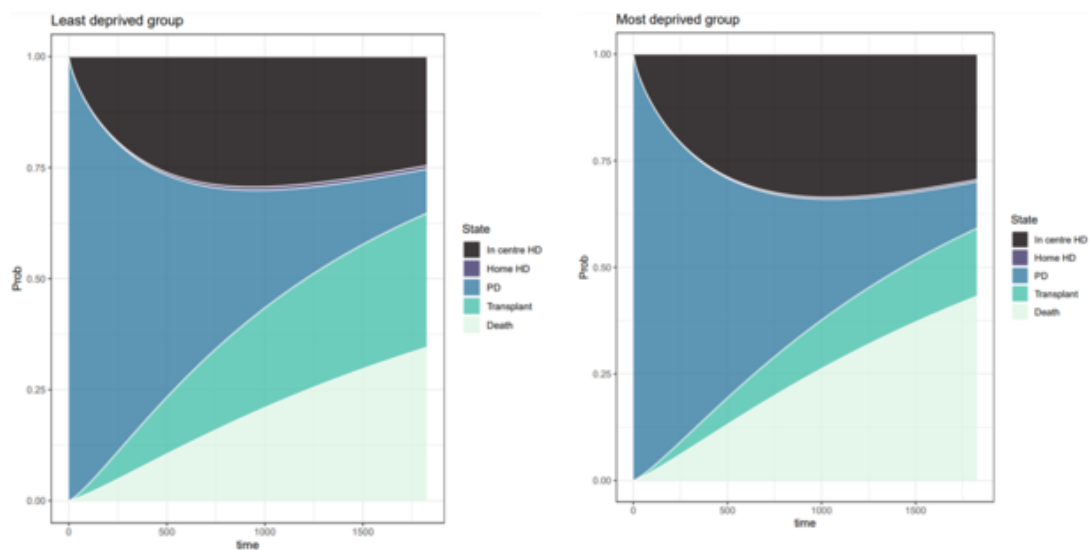 Least deprived group
1.00
0.75
0.50
0.25
0.00
Prob
0
500
1000
1500
time
State
In centre HD
Home HD
PD
Transplant
Death
Most deprived group
1.00
0.75
0.50
0.25
0.00
Prob
0
500
1000
1500
time
State
In centre HD
Home HD
PD
Transplant
Death